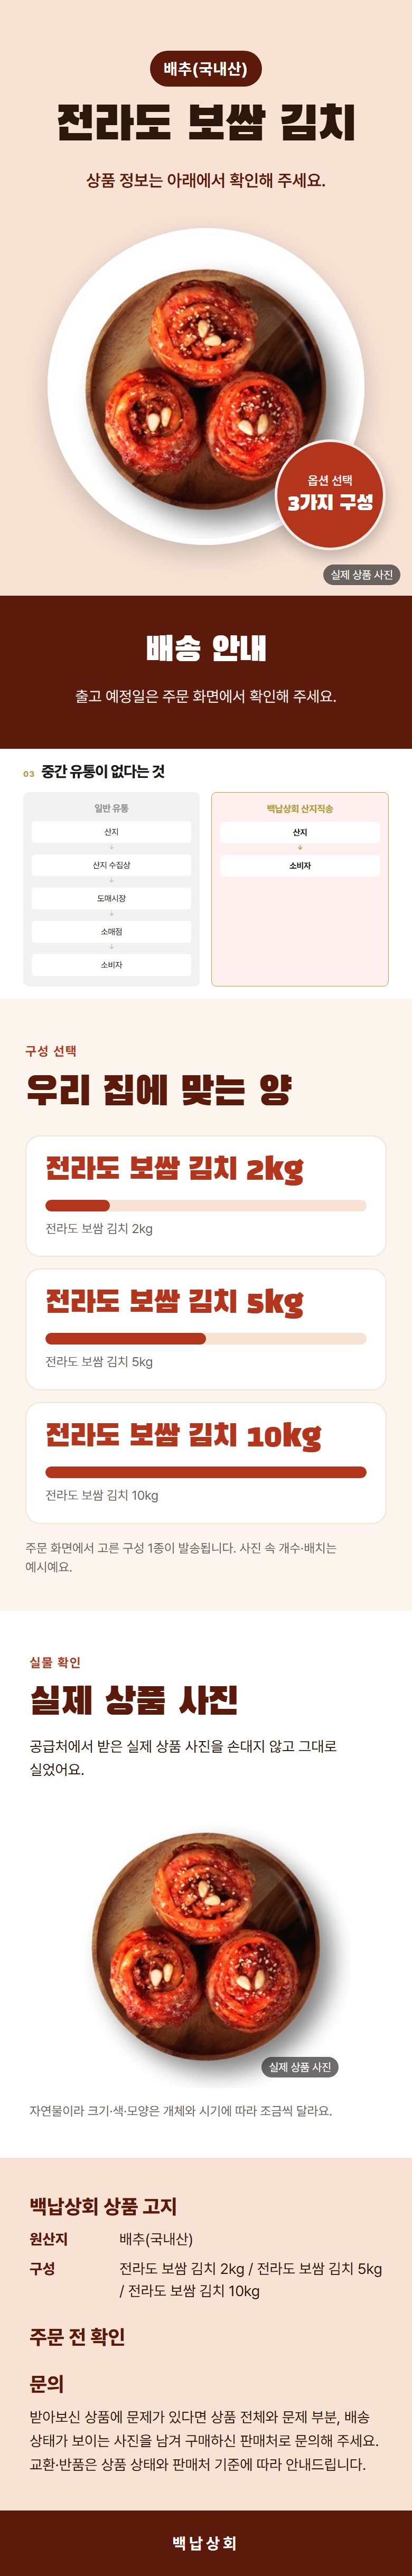 배추(국내산)
전라도 보쌈 김치
상품 정보는 아래에서 확인해 주세요.
옵션 선택
3가지 구성
실제 상품 사진
배송 안내
출고 예정일은 주문 화면에서 확인해 주세요.
03 중간 유통이 없다는 것
일반 유통
산지
↓
산지 수집상
↓
도매시장
↓
소매점
↓
소비자
백납상회 산지직송
산지
↓
소비자
구성 선택
우리 집에 맞는 양
전라도 보쌈 김치 2kg
전라도 보쌈 김치 2kg
전라도 보쌈 김치 5kg
전라도 보쌈 김치 5kg
전라도 보쌈 김치 10kg
전라도 보쌈 김치 10kg
주문 화면에서 고른 구성 1종이 발송됩니다. 사진 속 개수·배치는
예시예요.
실물 확인
실제 상품 사진
공급처에서 받은 실제 상품 사진을 손대지 않고 그대로
실었어요.
실제 상품 사진
자연물이라 크기·색·모양은 개체와 시기에 따라 조금씩 달라요.
백납상회 상품 고지
원산지 배추(국내산)
구성 전라도 보쌈 김치 2kg / 전라도 보쌈 김치 5kg
/ 전라도 보쌈 김치 10kg
주문 전 확인
문의
받아보신 상품에 문제가 있다면 상품 전체와 문제 부분, 배송
상태가 보이는 사진을 남겨 구매하신 판매처로 문의해 주세요.
교환·반품은 상품 상태와 판매처 기준에 따라 안내드립니다.
백납상회